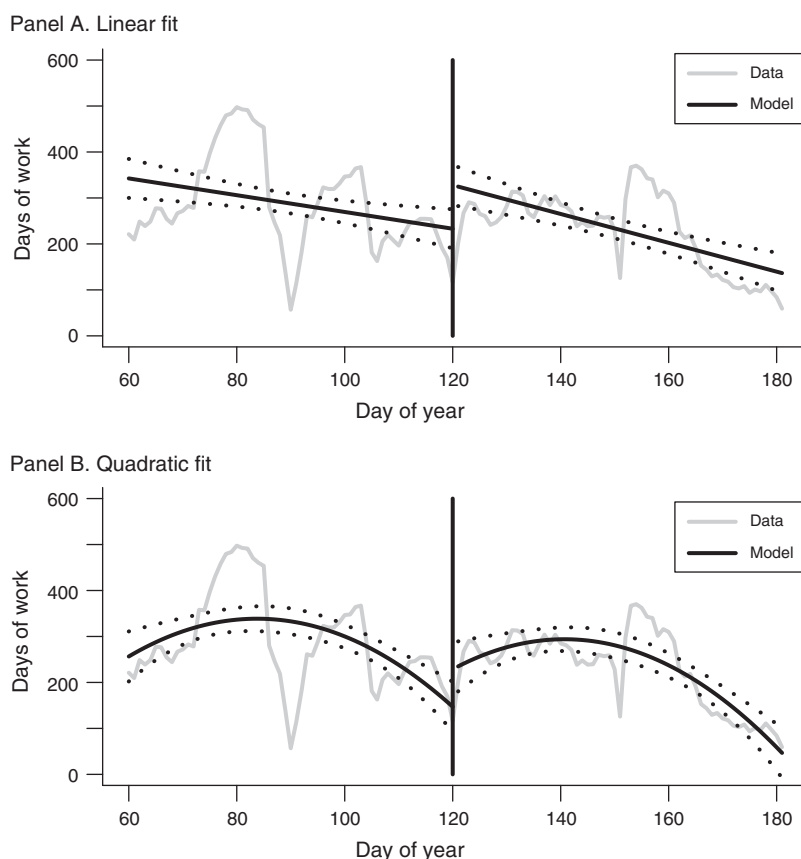 Panel A. Linear fit
600
400
200
0
Days of work
Data
Model
60 80 100 120 140 160 180
Day of year
Panel B. Quadratic fit
600
400
200
0
Days of work
Data
Model
60 80 100 120 140 160 180
Day of year